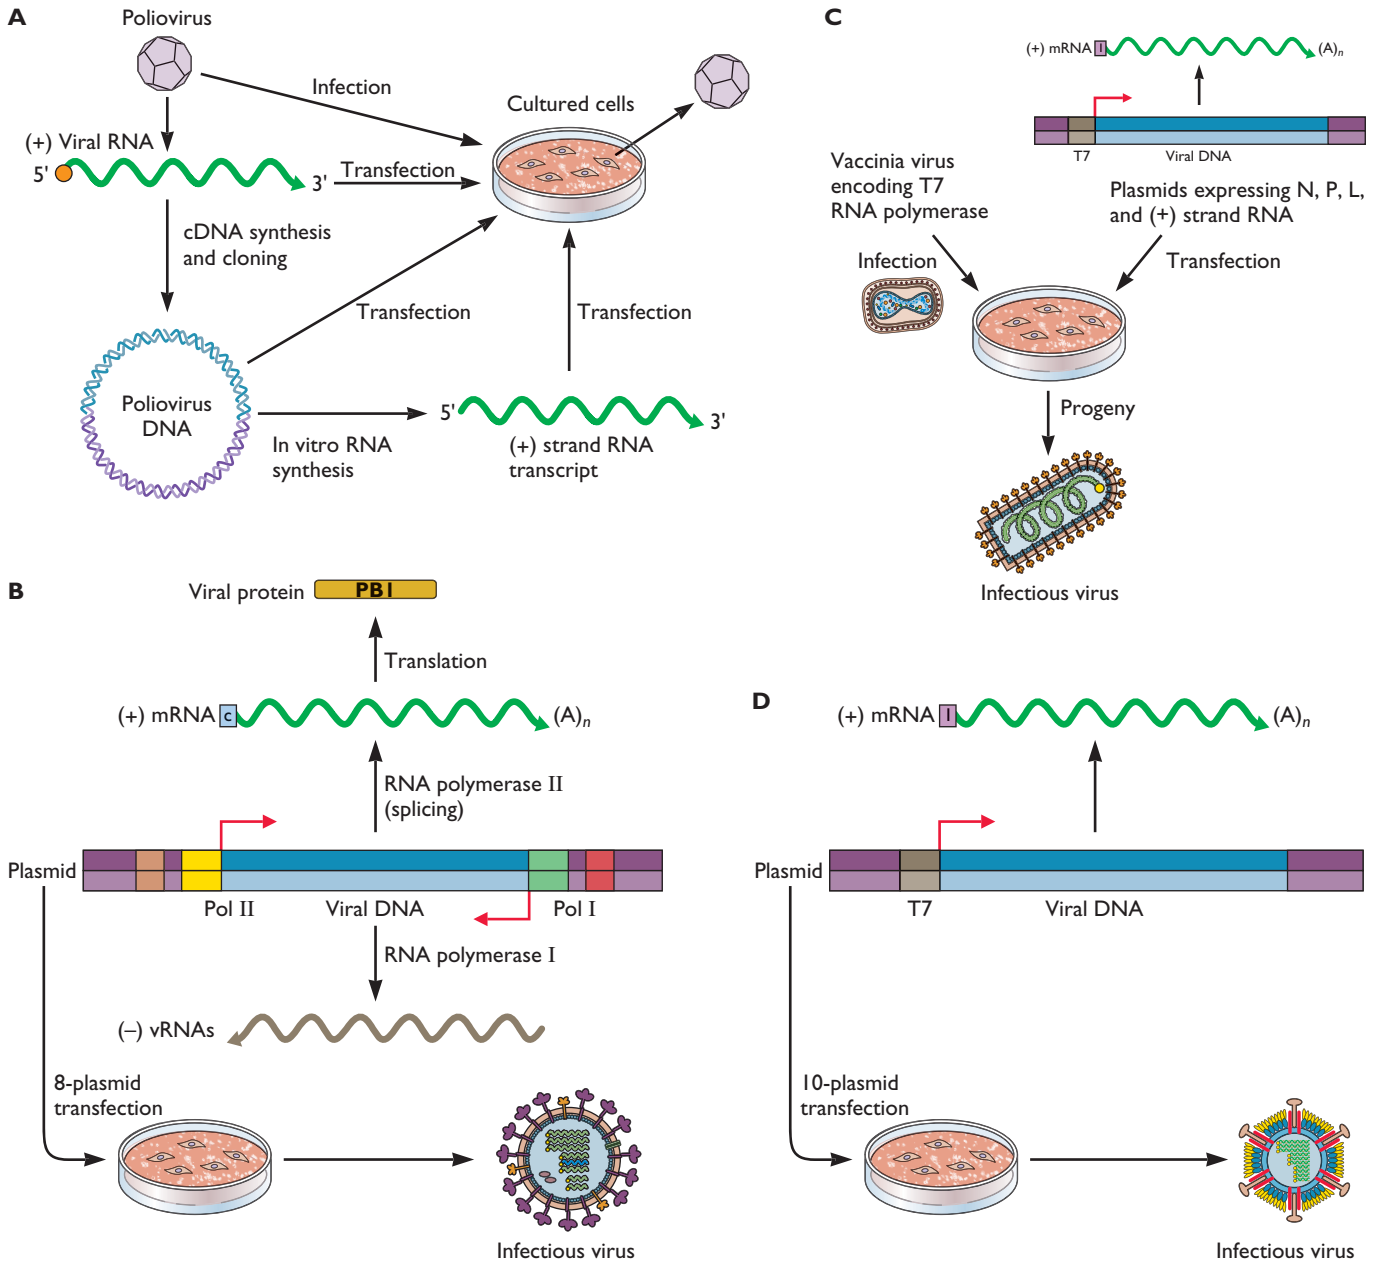 A
Poliovirus
Infection
Cultured cells
(+) Viral RNA
5'
3'
Transfection
cDNA synthesis
and cloning
Transfection
Transfection
Poliovirus
DNA
In vitro RNA
synthesis
5'
3'
(+) strand RNA
transcript
C
(+) mRNA
I
(A)n
T7
Viral DNA
Vaccinia virus
encoding T7
RNA polymerase
Plasmids expressing N, P, L,
and (+) strand RNA
Infection
Transfection
Progeny
Infectious virus
B
Viral protein
PB1
Translation
(+) mRNA
c
(A)n
RNA polymerase II
(splicing)
Plasmid
Pol II
Viral DNA
Pol I
RNA polymerase I
(–) vRNAs
8-plasmid
transfection
Infectious virus
D
(+) mRNA
I
(A)n
Plasmid
T7
Viral DNA
10-plasmid
transfection
Infectious virus